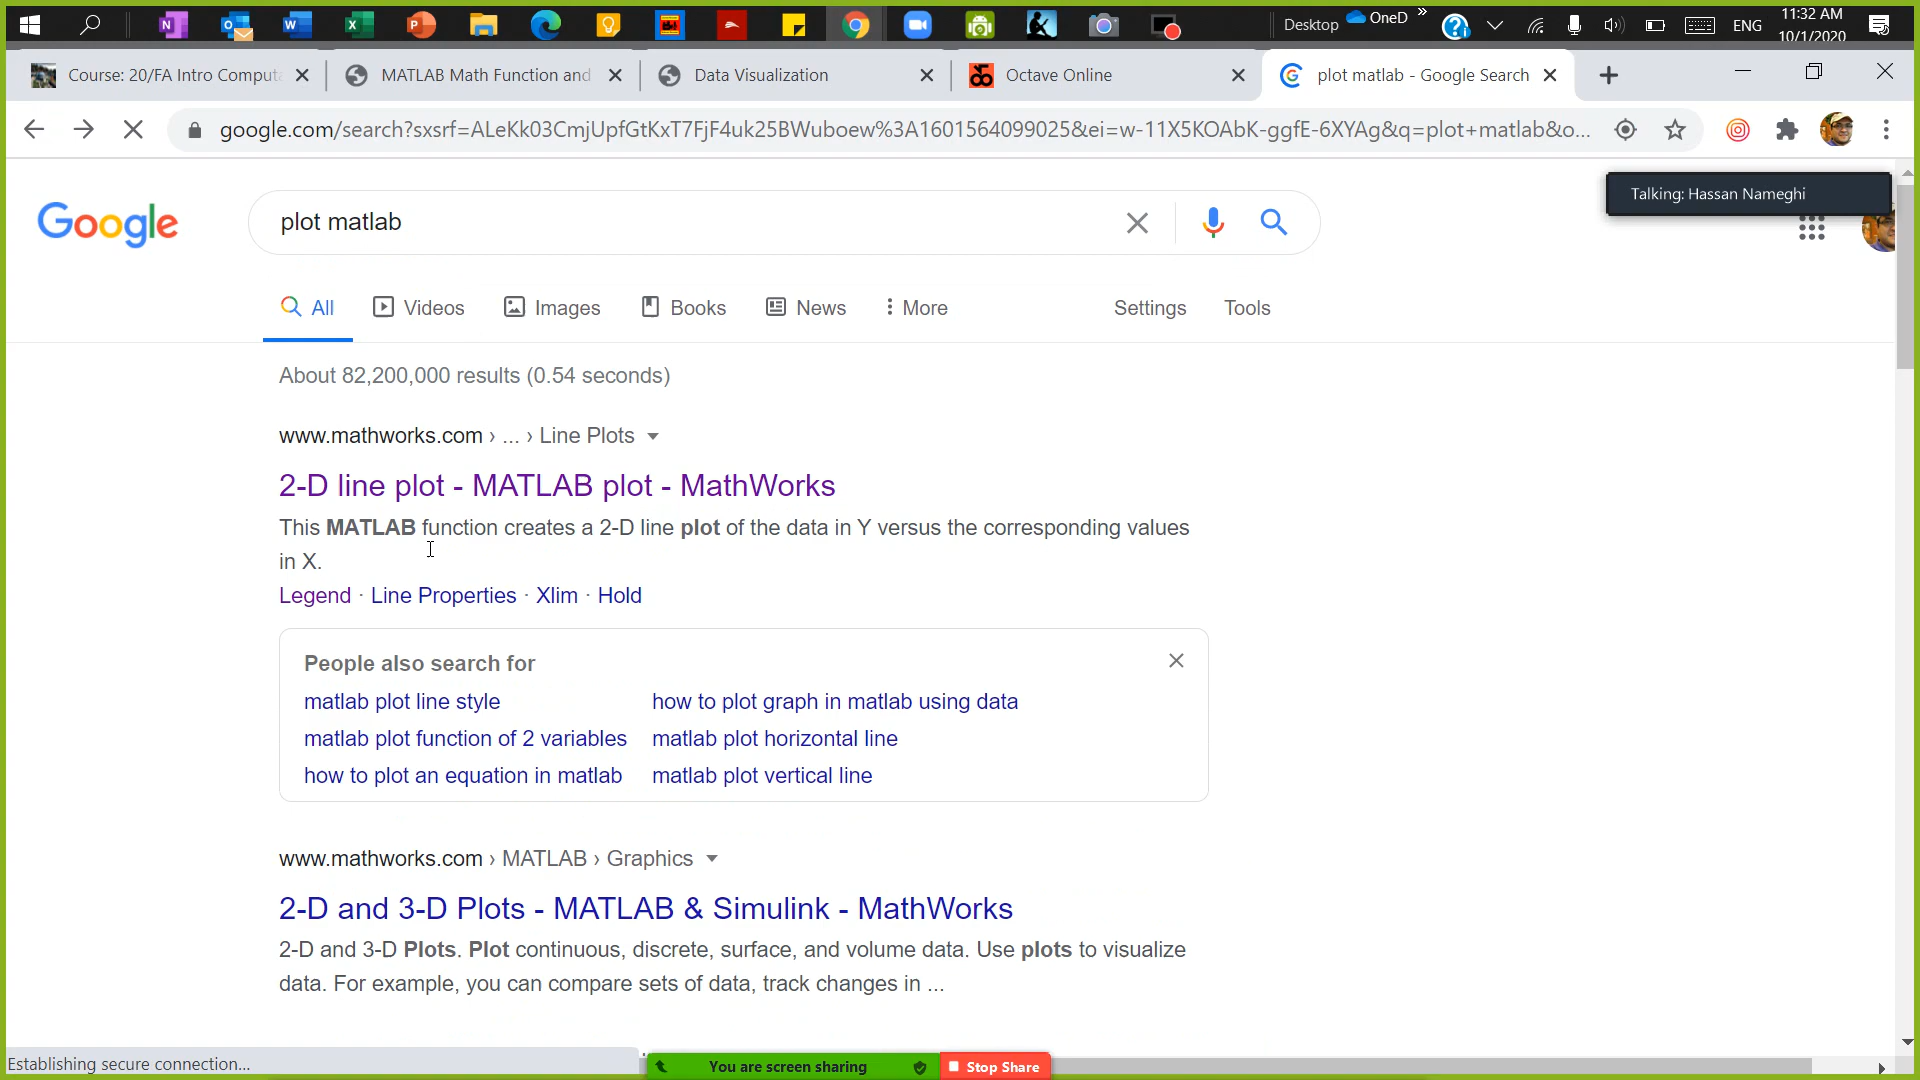 Desktop
OneD
»
ENG
11:32 AM
10/1/2020
Course: 20/FA Intro Computa
MATLAB Math Function and
Data Visualization
Octave Online
plot matlab - Google Search
google.com/search?sxsrf=ALeKk03CmjUpfGtKxT7FjF4uk25BWuboew%3A1601564099025&ei=w-11X5KOAbK-ggfE-6XYAg&q=plot+matlab&o...
Talking: Hassan Nameghi
Google
plot matlab
All
Videos
Images
Books
News
More
Settings
Tools
About 82,200,000 results (0.54 seconds)
www.mathworks.com › ... › Line Plots
2-D line plot - MATLAB plot - MathWorks
This MATLAB function creates a 2-D line plot of the data in Y versus the corresponding values
in X.
Legend · Line Properties · Xlim · Hold
People also search for
matlab plot line style
how to plot graph in matlab using data
matlab plot function of 2 variables
matlab plot horizontal line
how to plot an equation in matlab
matlab plot vertical line
www.mathworks.com › MATLAB › Graphics
2-D and 3-D Plots - MATLAB & Simulink - MathWorks
2-D and 3-D Plots. Plot continuous, discrete, surface, and volume data. Use plots to visualize
data. For example, you can compare sets of data, track changes in ...
Establishing secure connection...
You are screen sharing
Stop Share